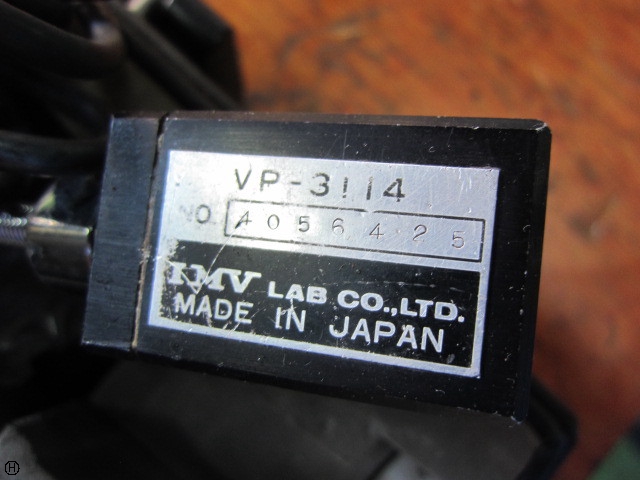 VP-3114
NO. 4056425
IMV LAB CO.,LTD.
MADE IN JAPAN
H